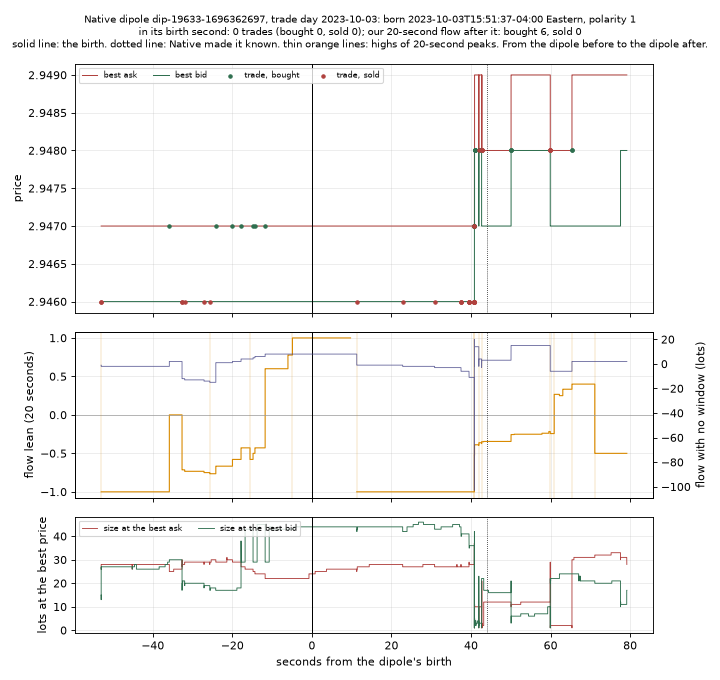 Native dipole dip-19633-1696362697, trade day 2023-10-03: born 2023-10-03T15:51:37-04:00 Eastern, polarity 1
in its birth second: 0 trades (bought 0, sold 0); our 20-second flow after it: bought 6, sold 0
solid line: the birth. dotted line: Native made it known. thin orange lines: highs of 20-second peaks. From the dipole before to the dipole after.
best ask best bid trade, bought trade, sold
2.9490
2.9485
2.9480
2.9475
2.9470
2.9465
2.9460
price
1.0
0.5
0.0
−0.5
−1.0
flow lean (20 seconds)
20
0
−20
−40
−60
−80
−100
flow with no window (lots)
size at the best ask size at the best bid
40
30
20
10
0
lots at the best price
−40 −20 0 20 40 60 80
seconds from the dipole's birth